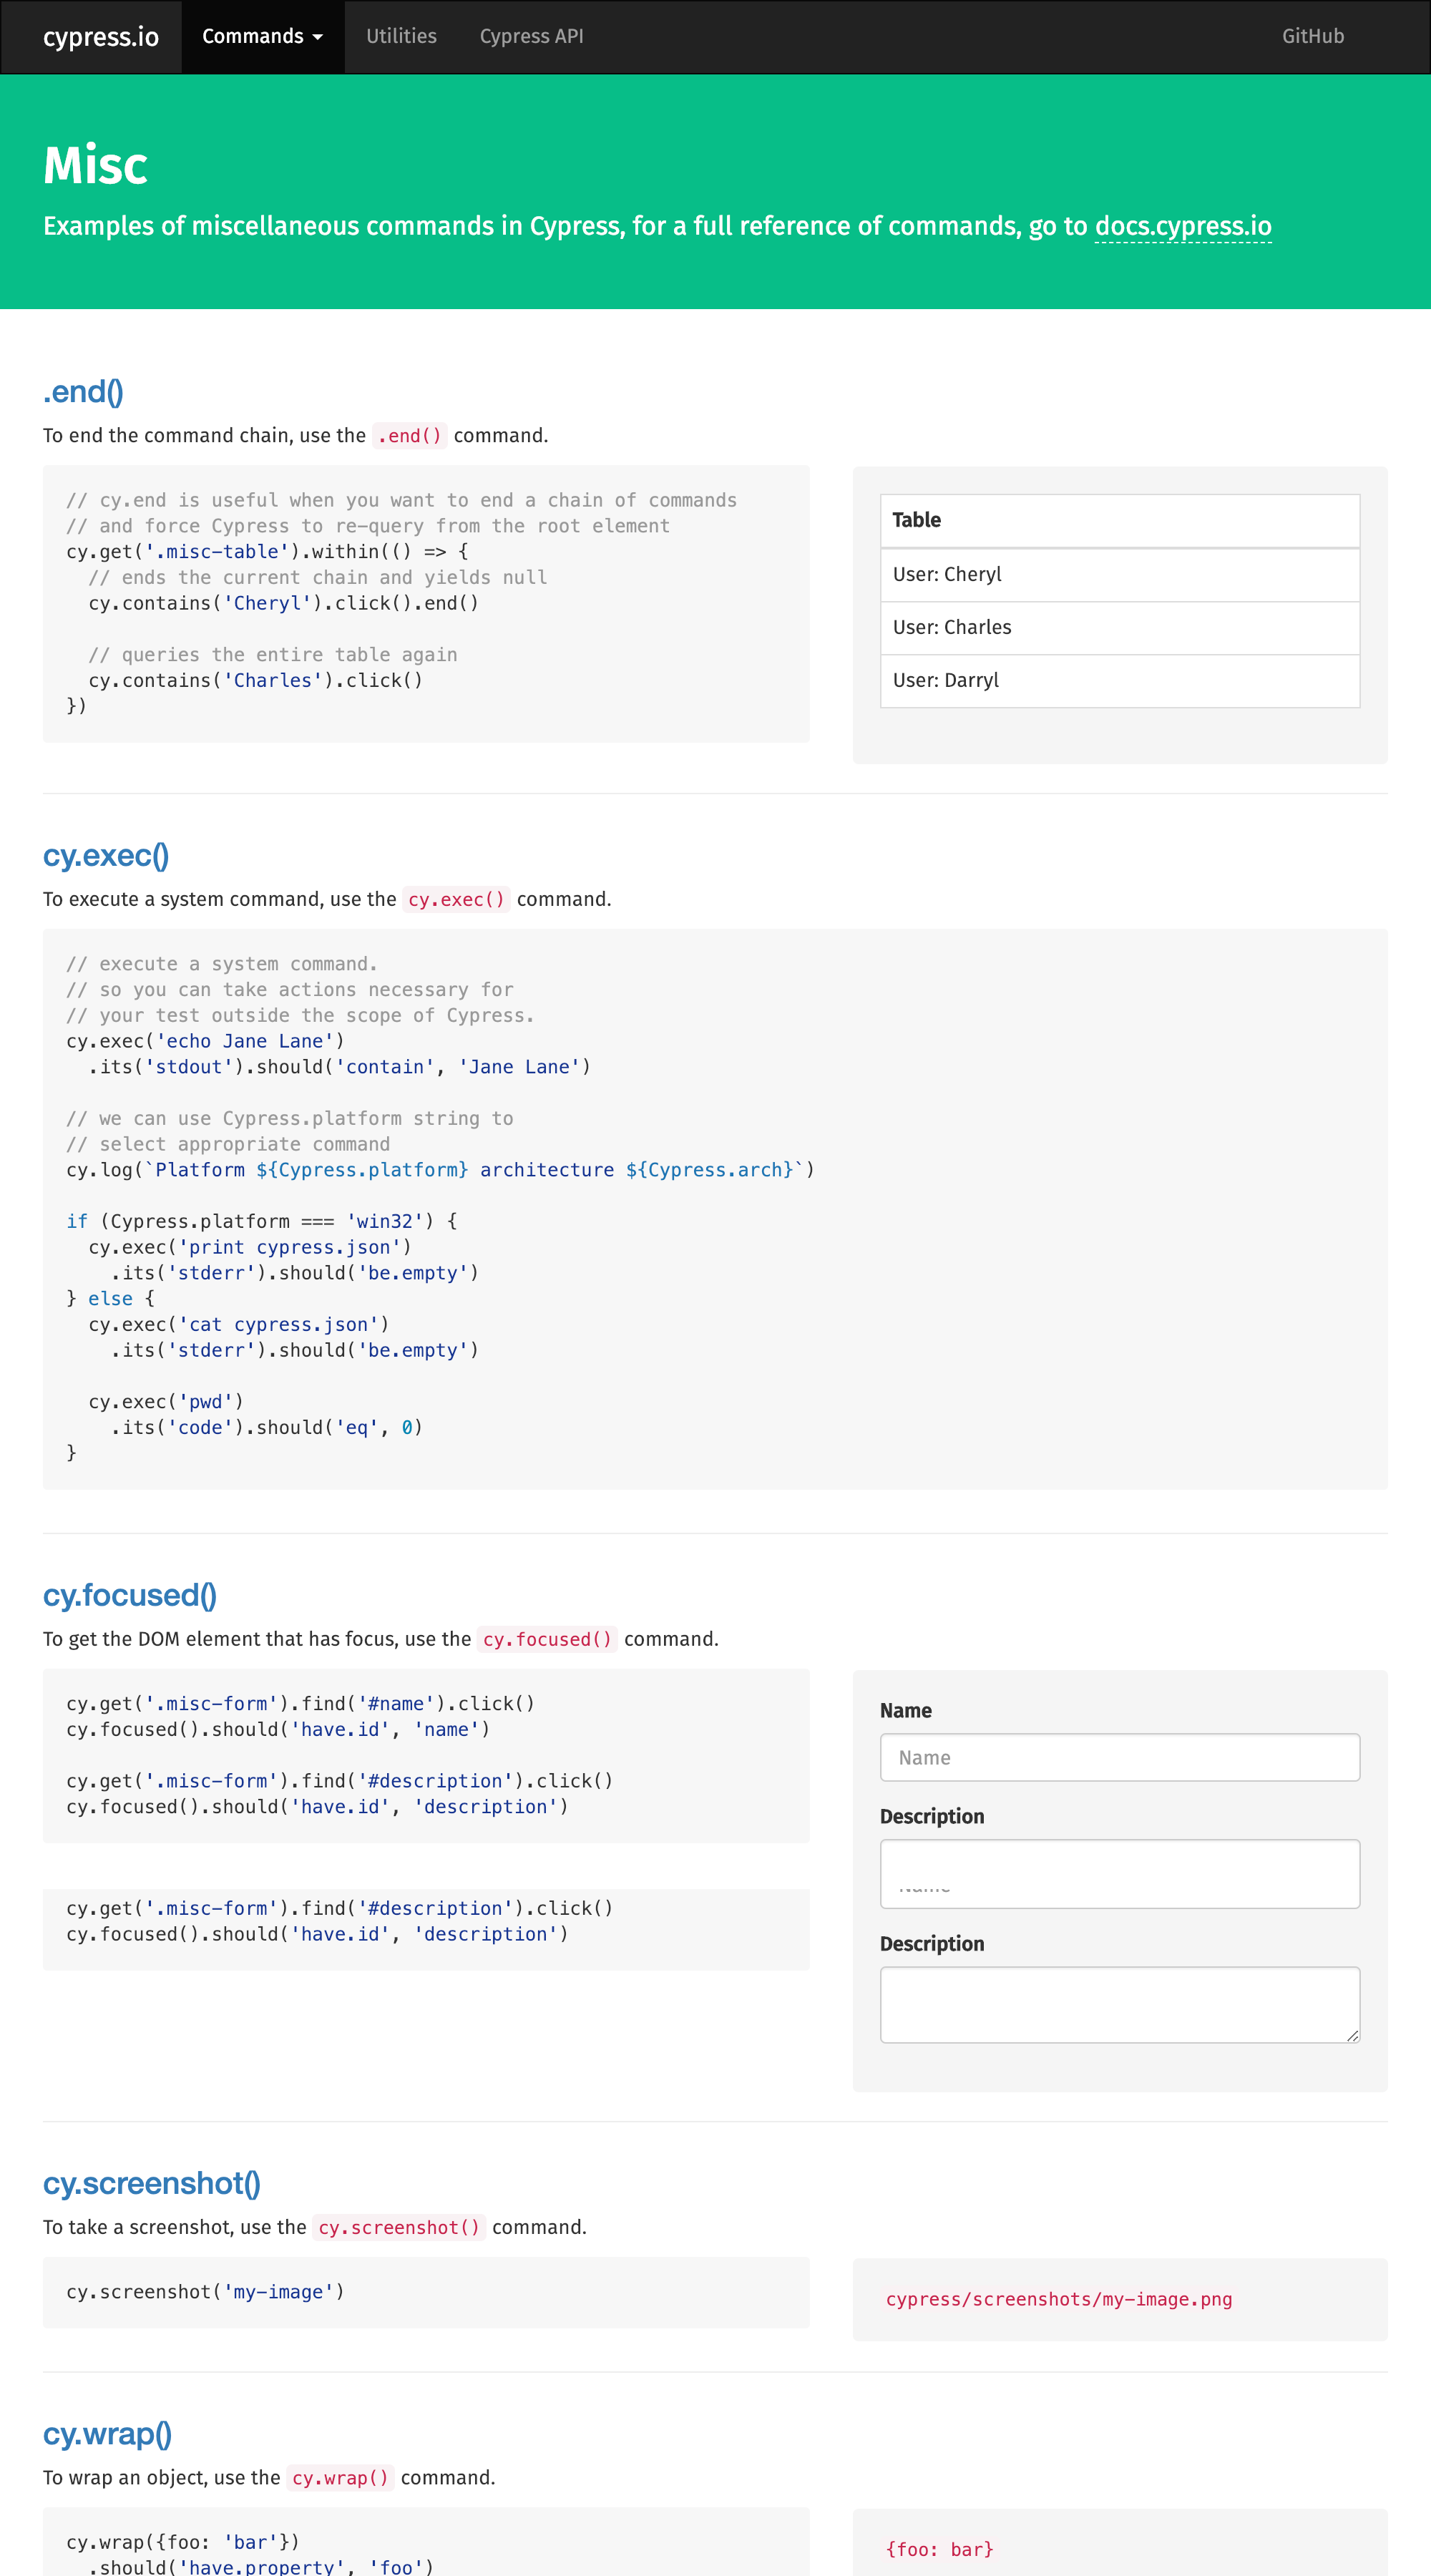 cypress.io Commands Utilities Cypress API GitHub
Misc
Examples of miscellaneous commands in Cypress, for a full reference of commands, go to docs.cypress.io
.end()
To end the command chain, use the .end() command.
// cy.end is useful when you want to end a chain of commands
// and force Cypress to re-query from the root element
cy.get('.misc-table').within(() => {
  // ends the current chain and yields null
  cy.contains('Cheryl').click().end()
  // queries the entire table again
  cy.contains('Charles').click()
})
Table
User: Cheryl
User: Charles
User: Darryl
cy.exec()
To execute a system command, use the cy.exec() command.
// execute a system command.
// so you can take actions necessary for
// your test outside the scope of Cypress.
cy.exec('echo Jane Lane')
  .its('stdout').should('contain', 'Jane Lane')
// we can use Cypress.platform string to
// select appropriate command
cy.log(`Platform ${Cypress.platform} architecture ${Cypress.arch}`)
if (Cypress.platform === 'win32') {
  cy.exec('print cypress.json')
    .its('stderr').should('be.empty')
} else {
  cy.exec('cat cypress.json')
    .its('stderr').should('be.empty')
  cy.exec('pwd')
    .its('code').should('eq', 0)
}
cy.focused()
To get the DOM element that has focus, use the cy.focused() command.
cy.get('.misc-form').find('#name').click()
cy.focused().should('have.id', 'name')
cy.get('.misc-form').find('#description').click()
cy.focused().should('have.id', 'description')
cy.get('.misc-form').find('#description').click()
cy.focused().should('have.id', 'description')
Name
Name
Description
Description
cy.screenshot()
To take a screenshot, use the cy.screenshot() command.
cy.screenshot('my-image')
cypress/screenshots/my-image.png
cy.wrap()
To wrap an object, use the cy.wrap() command.
cy.wrap({foo: 'bar'})
  .should('have.property', 'foo')
{foo: bar}